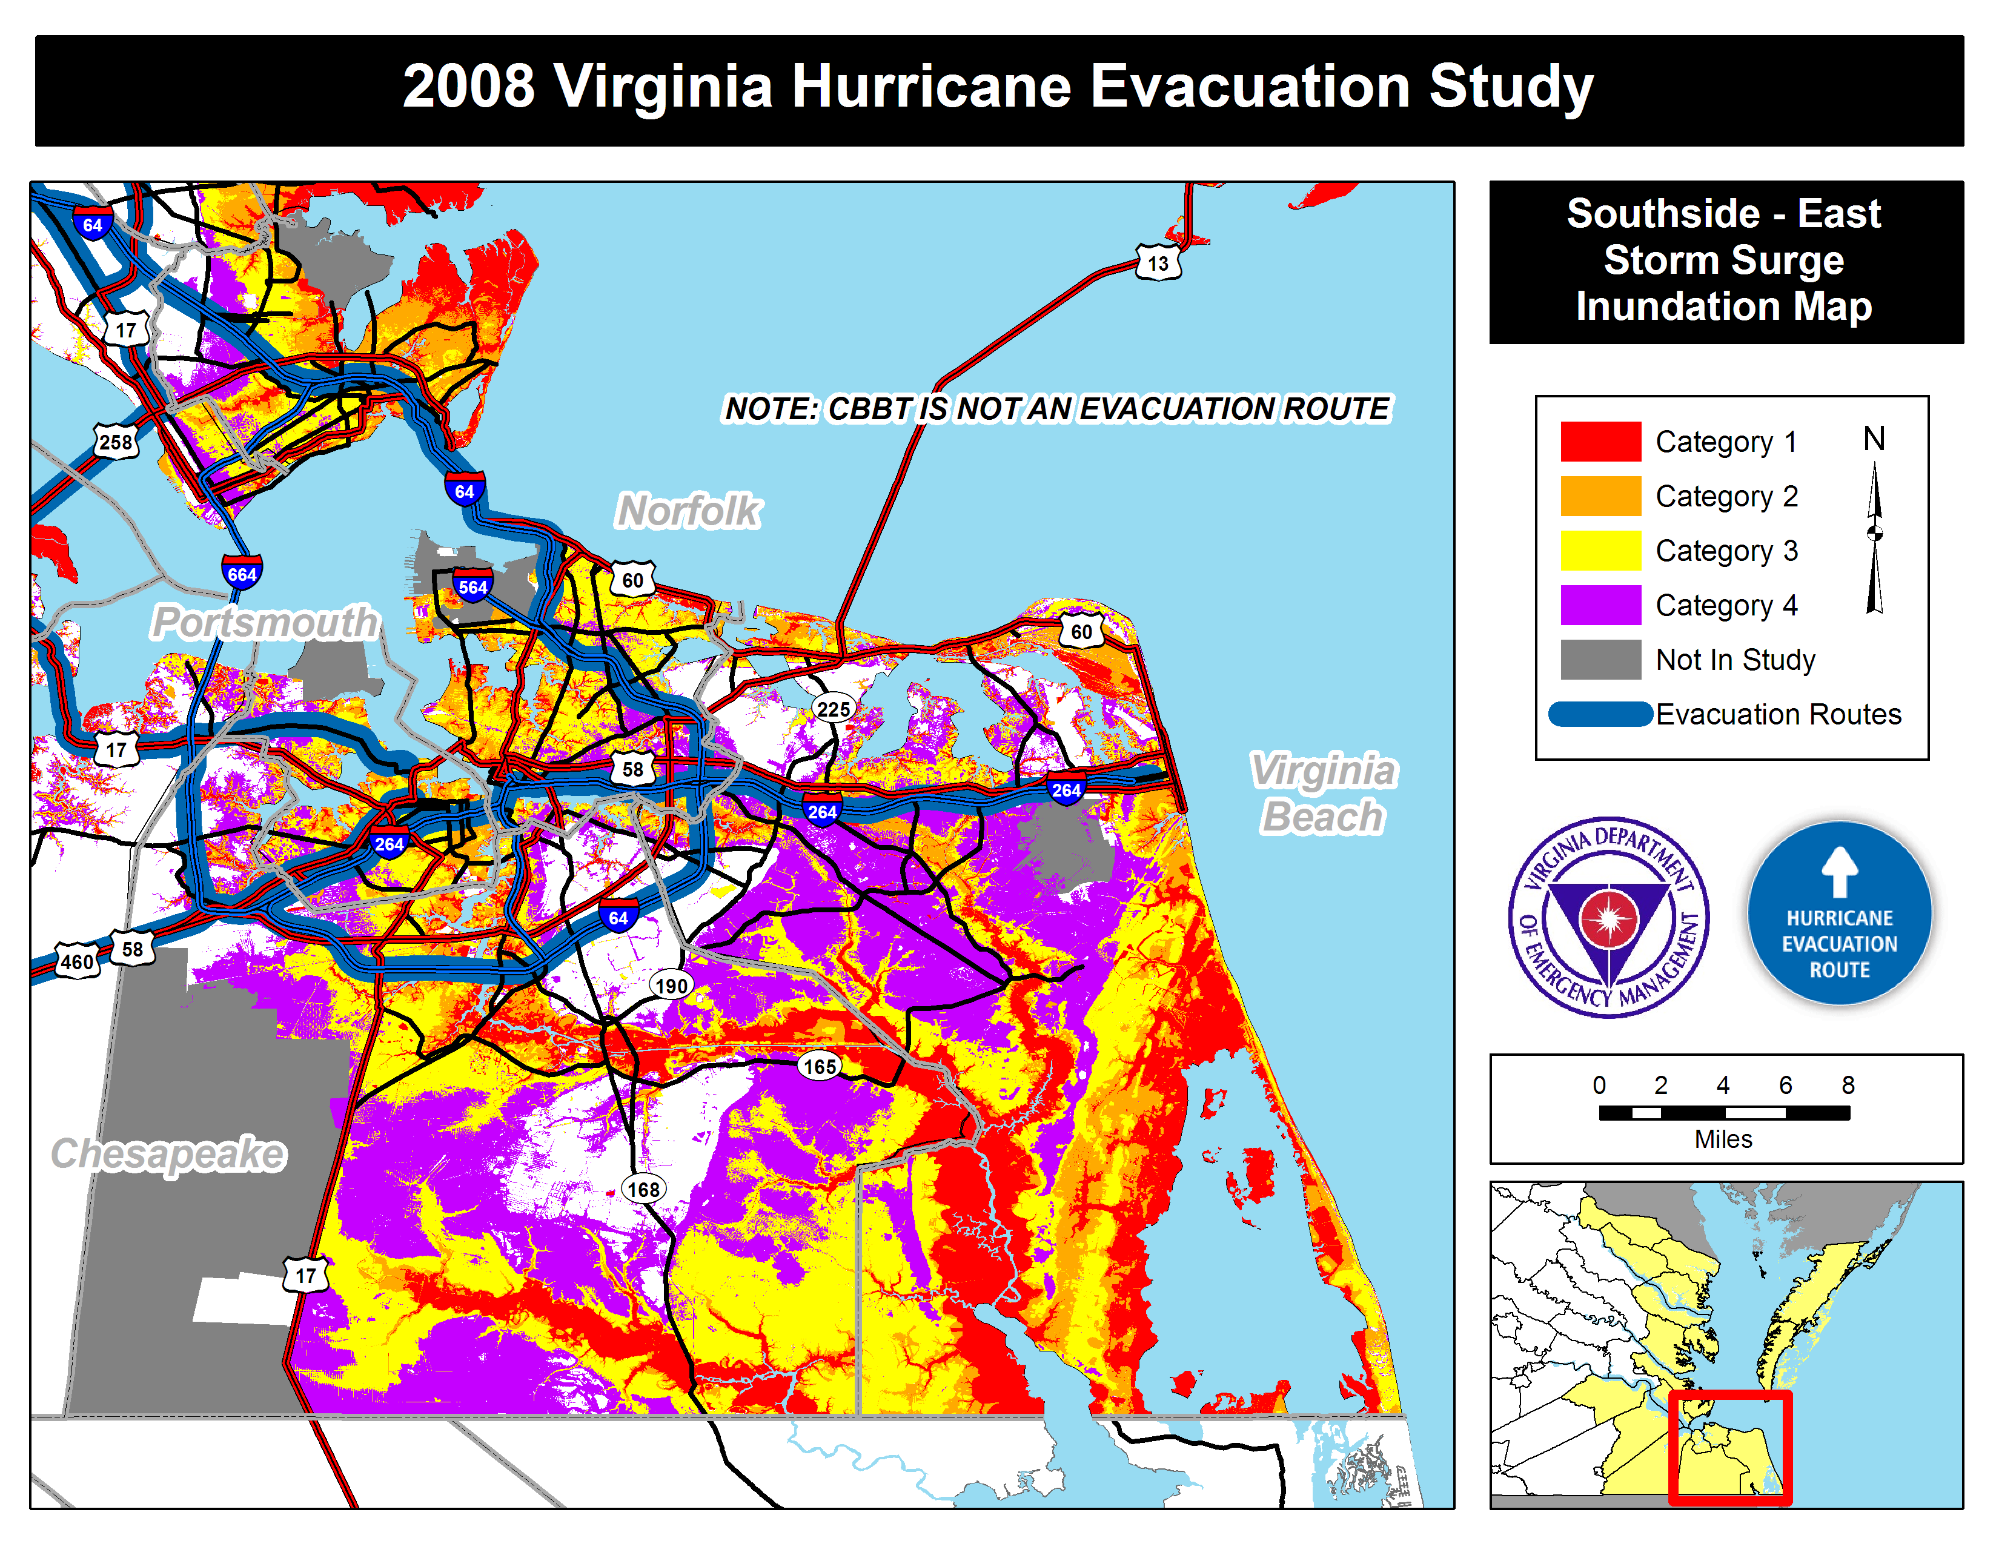 2008 Virginia Hurricane Evacuation Study
Southside - East
Storm Surge
Inundation Map
64
13
17
NOTE: CBBT IS NOT AN EVACUATION ROUTE
258
64
Norfolk
664
564
60
Portsmouth
60
225
17
58
Virginia
Beach
264
264
264
64
58
460
190
165
Chesapeake
168
17
Category 1
Category 2
Category 3
Category 4
Not In Study
Evacuation Routes
N
VIRGINIA DEPARTMENT
OF EMERGENCY MANAGEMENT
HURRICANE
EVACUATION
ROUTE
0 2 4 6 8
Miles